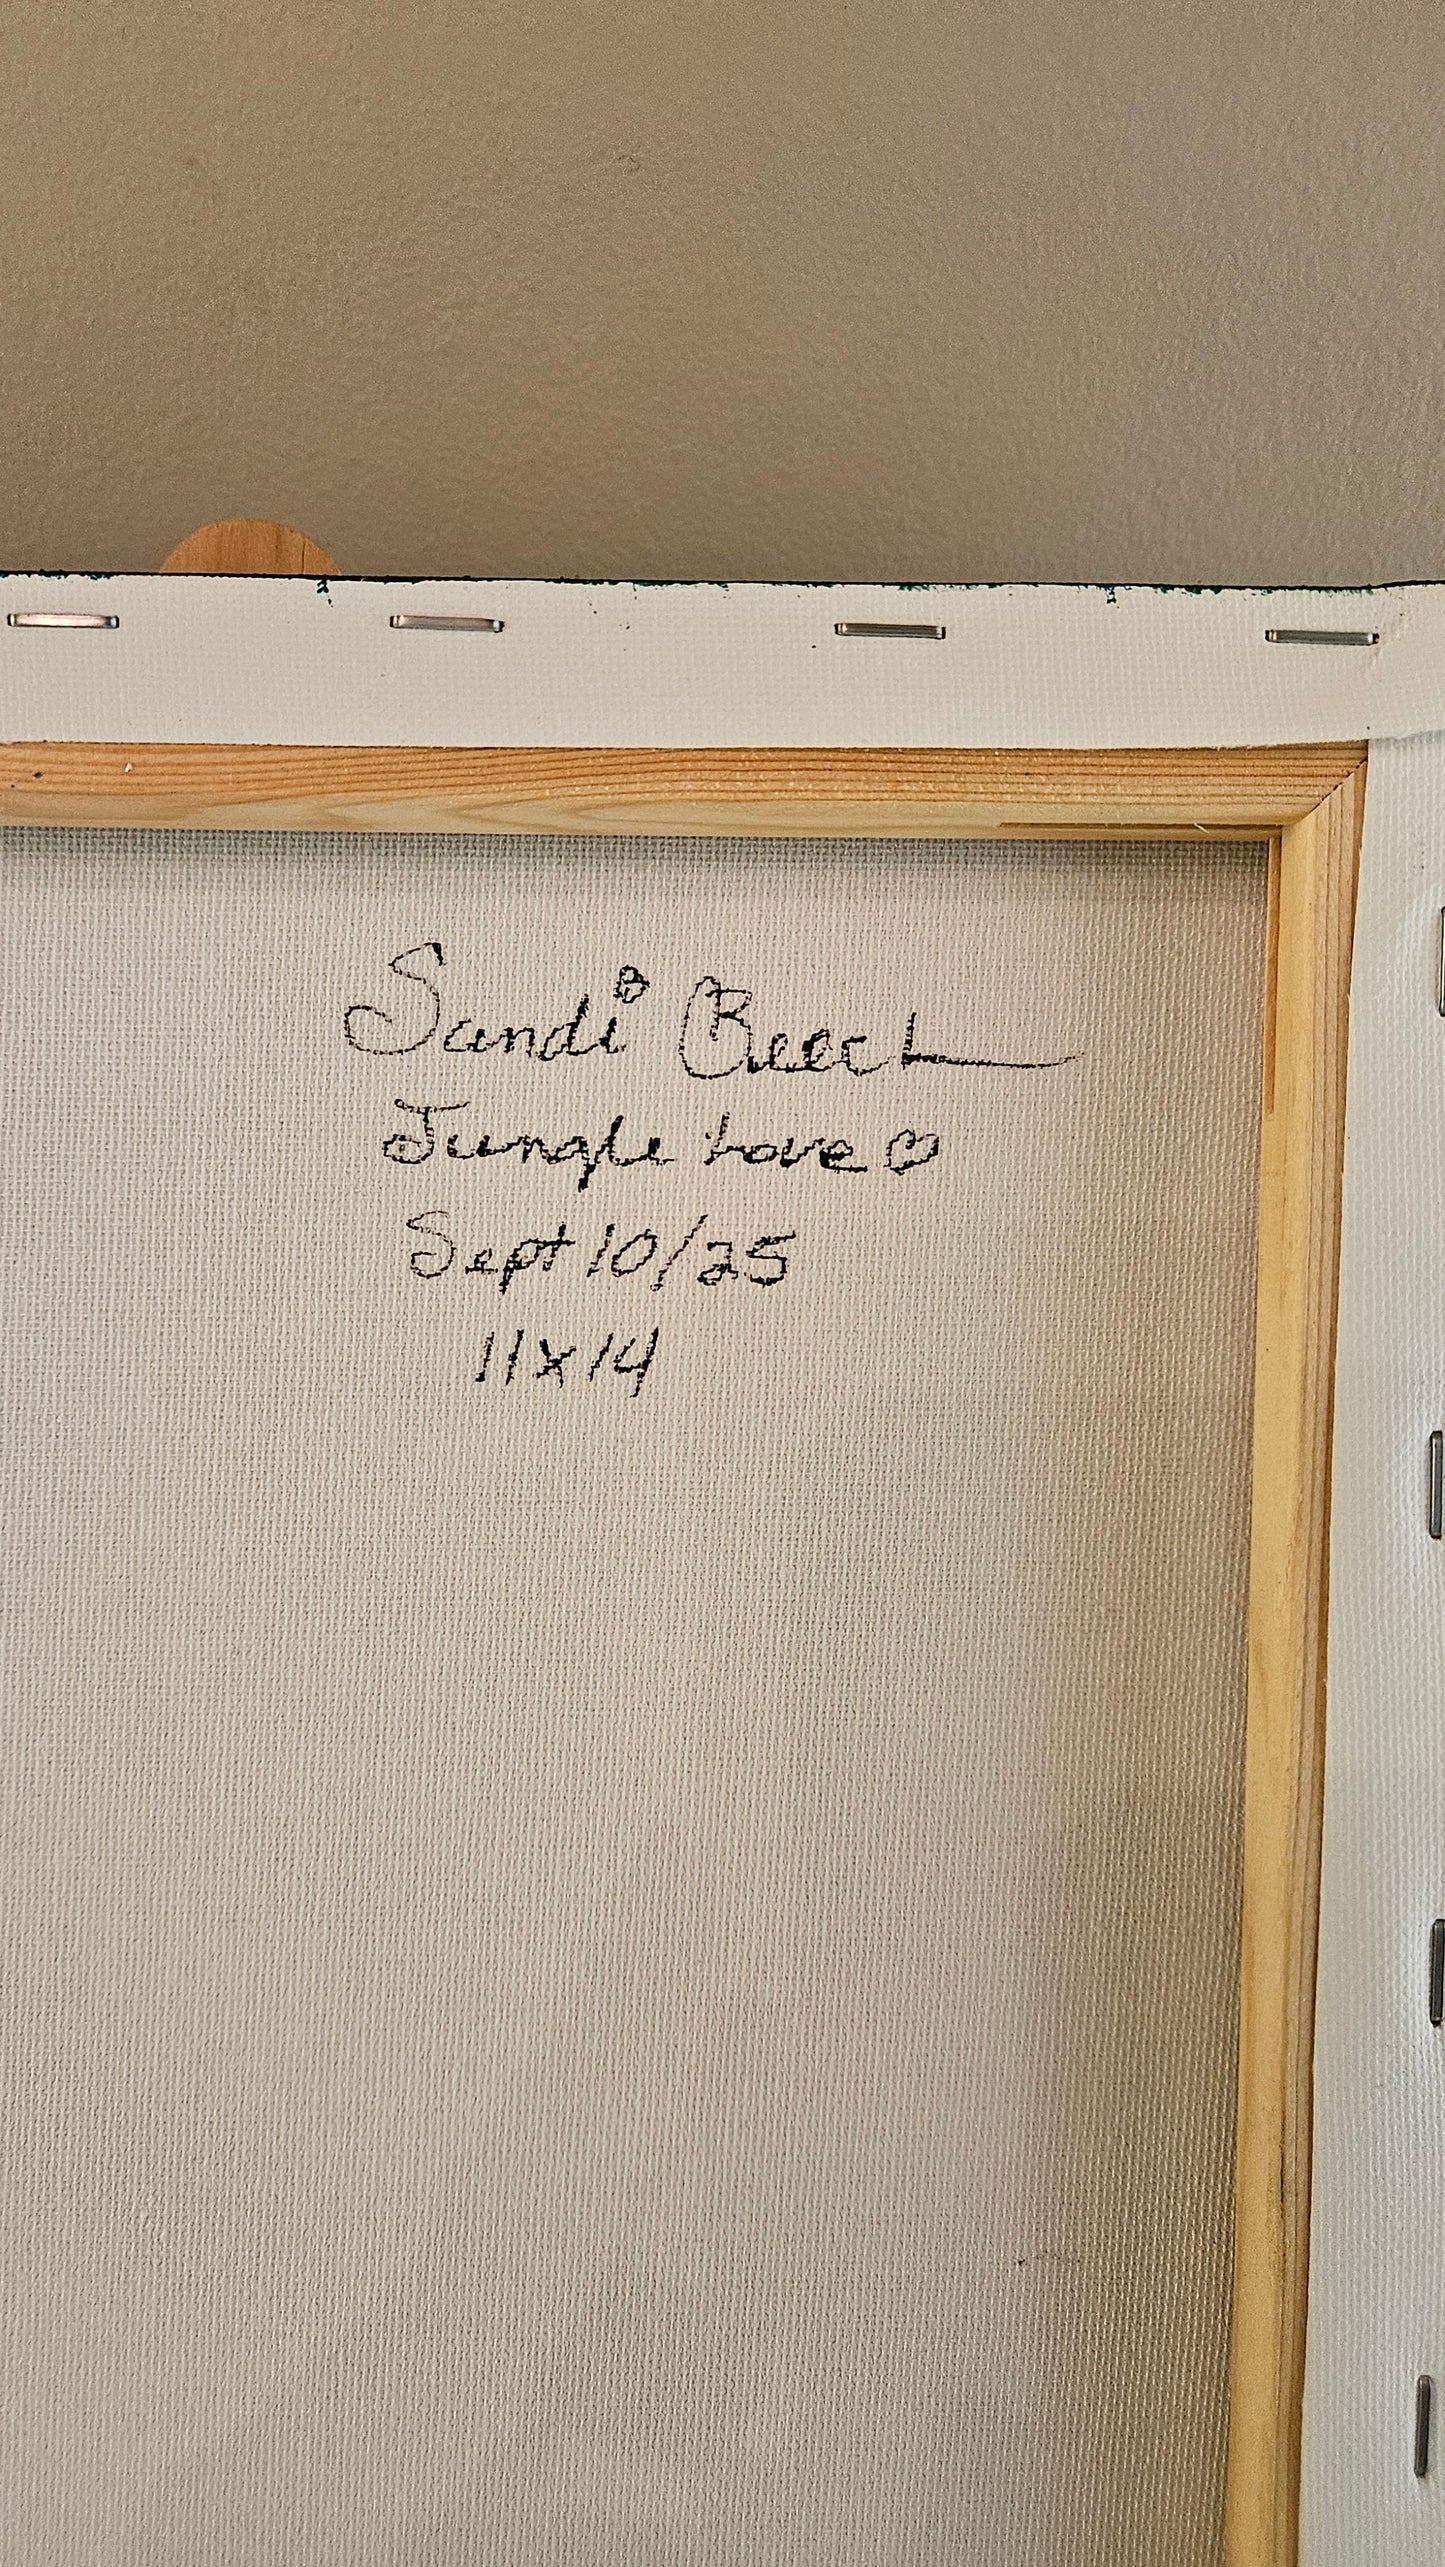 Sandi Beech
Jungle Love ♡
Sept 10/25
11x14